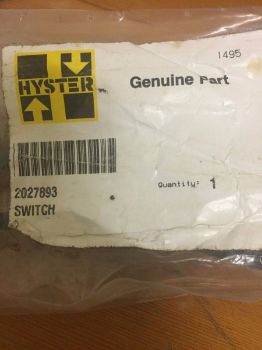 1495
HYSTER
Genuine Part
2027893
Quantity: 1
SWITCH